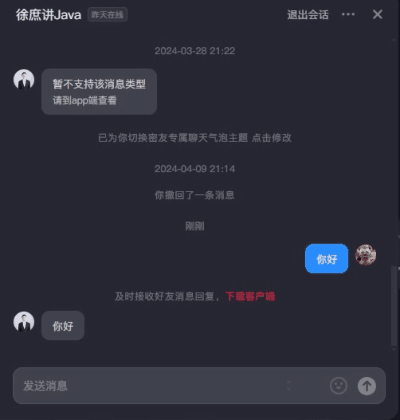 徐庶讲Java 昨天在线 退出会话
2024-03-28 21:22
暂不支持该消息类型
请到app端查看
已为你切换密友专属聊天气泡主题 点击修改
2024-04-09 21:14
你撤回了一条消息
刚刚
你好
及时接收好友消息回复，下载客户端
你好
发送消息